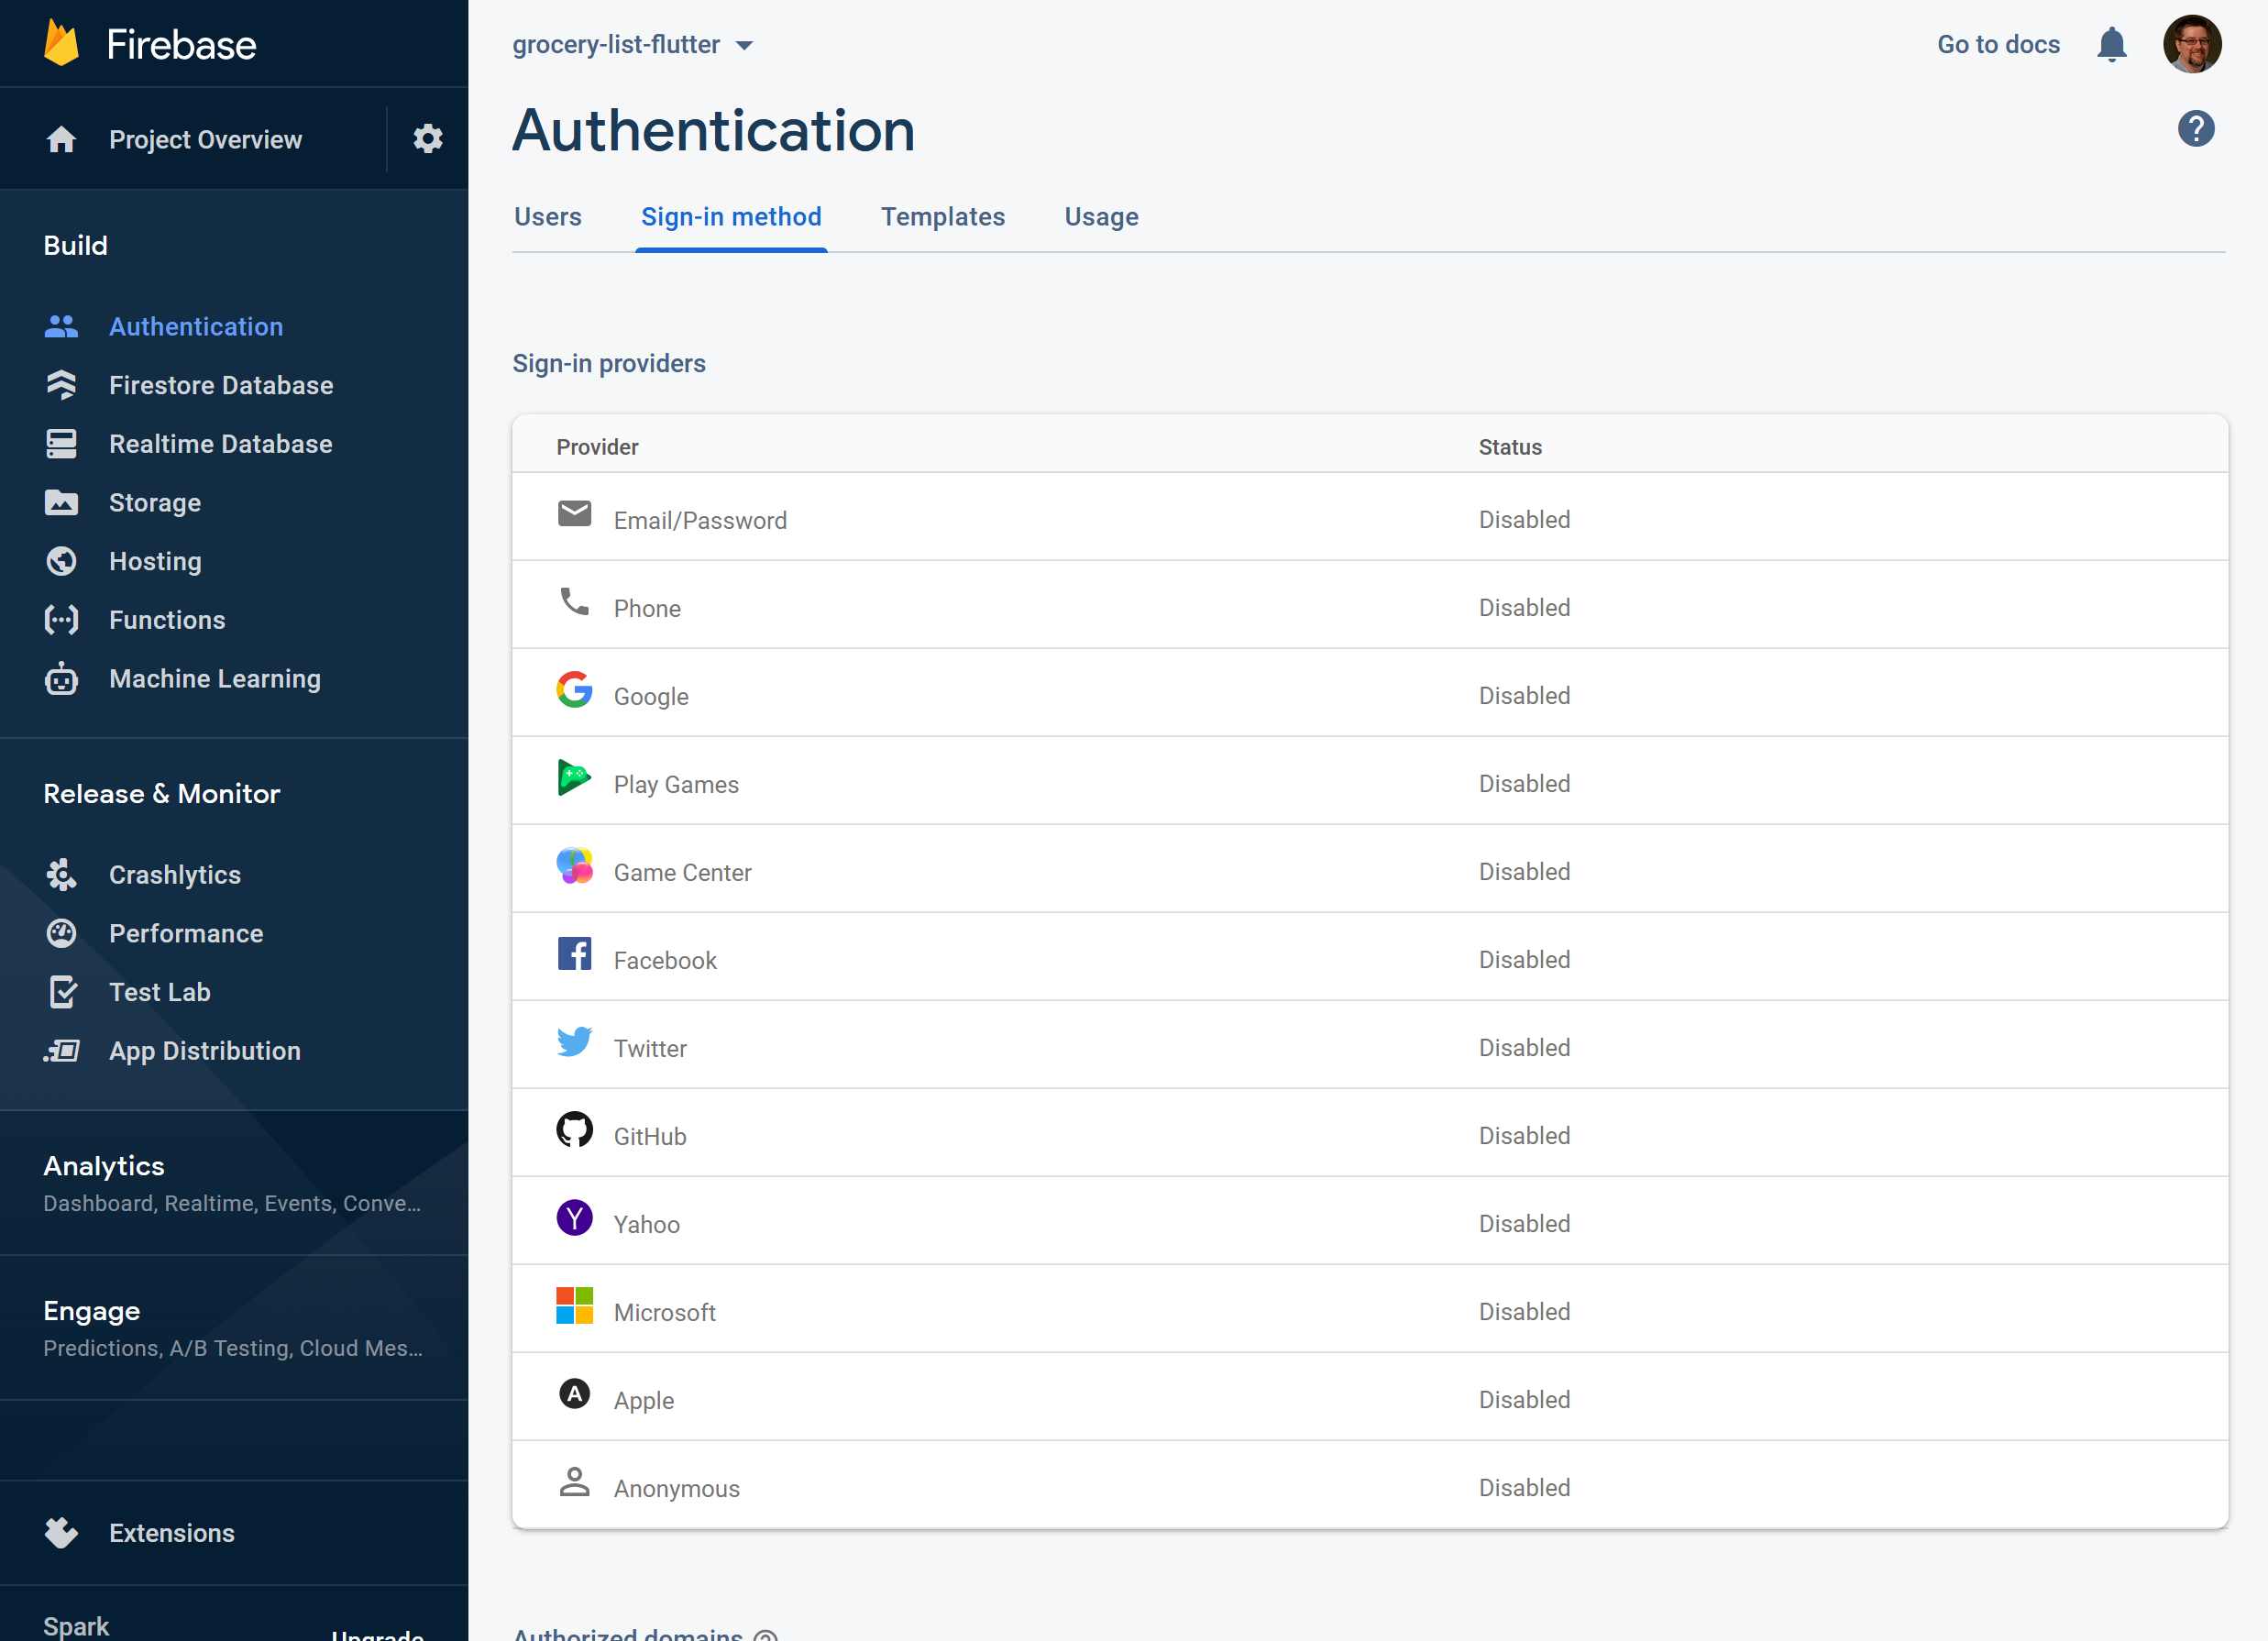 Firebase
Project Overview
Build
Authentication
Firestore Database
Realtime Database
Storage
Hosting
Functions
Machine Learning
Release & Monitor
Crashlytics
Performance
Test Lab
App Distribution
Analytics
Dashboard, Realtime, Events, Conve...
Engage
Predictions, A/B Testing, Cloud Mes...
Extensions
Spark
Upgrade
grocery-list-flutter
Go to docs
Authentication
?
Users Sign-in method Templates Usage
Sign-in providers
Provider Status
Email/Password Disabled
Phone Disabled
Google Disabled
Play Games Disabled
Game Center Disabled
Facebook Disabled
Twitter Disabled
GitHub Disabled
Yahoo Disabled
Microsoft Disabled
Apple Disabled
Anonymous Disabled
Authorized domains ?